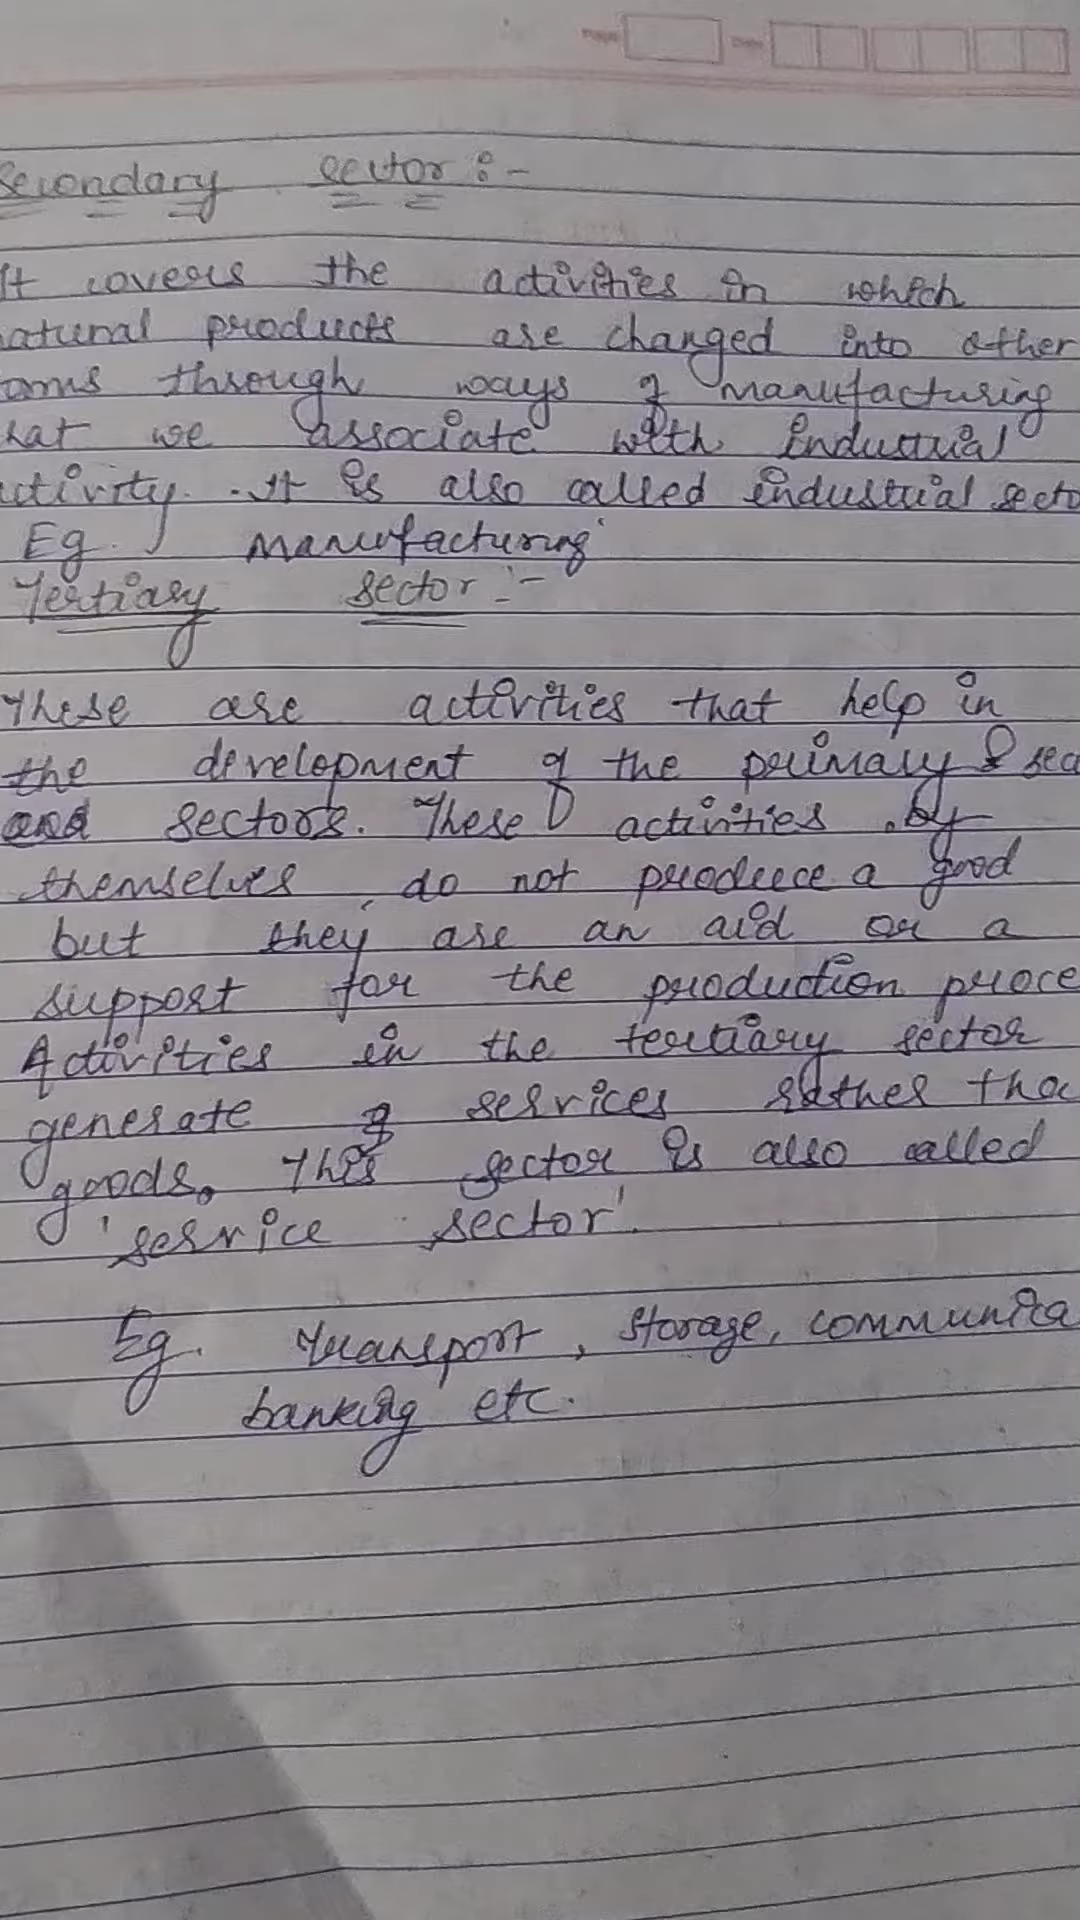 Page Date
Secondary sector :-
It covers the activities in which
natural products are changed into other
forms through ways of manufacturing
that we associate with industrial
activity. It is also called industrial secto
Eg. Manufacturing
Tertiary sector :-
These are activities that help in
the development of the primary & sec
sectors. These activities by
themselves do not produce a good
but they are an aid or a
support for the production proce
Activities in the tertiary sector
generate services rather tha
goods. This sector is also called
'service sector'.
Eg. transport, storage, communica
banking etc.